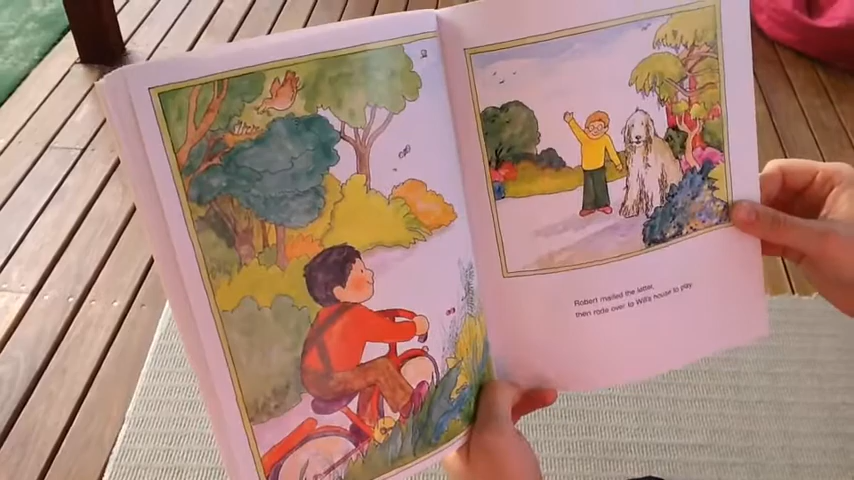 Robert mailed the letter,
then rode over to Will's house to play